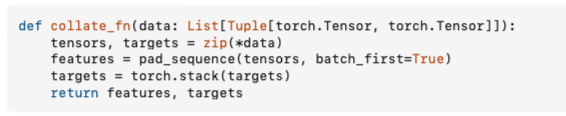 def collate_fn(data: List[Tuple[torch.Tensor, torch.Tensor]]):
    tensors, targets = zip(*data)
    features = pad_sequence(tensors, batch_first=True)
    targets = torch.stack(targets)
    return features, targets